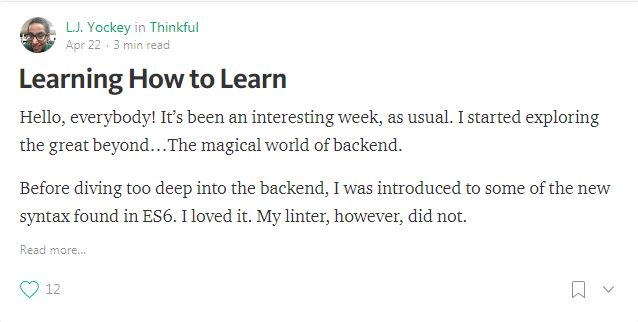 L.J. Yockey in Thinkful
Apr 22 · 3 min read
Learning How to Learn
Hello, everybody! It’s been an interesting week, as usual. I started exploring
the great beyond…The magical world of backend.
Before diving too deep into the backend, I was introduced to some of the new
syntax found in ES6. I loved it. My linter, however, did not.
Read more…
12